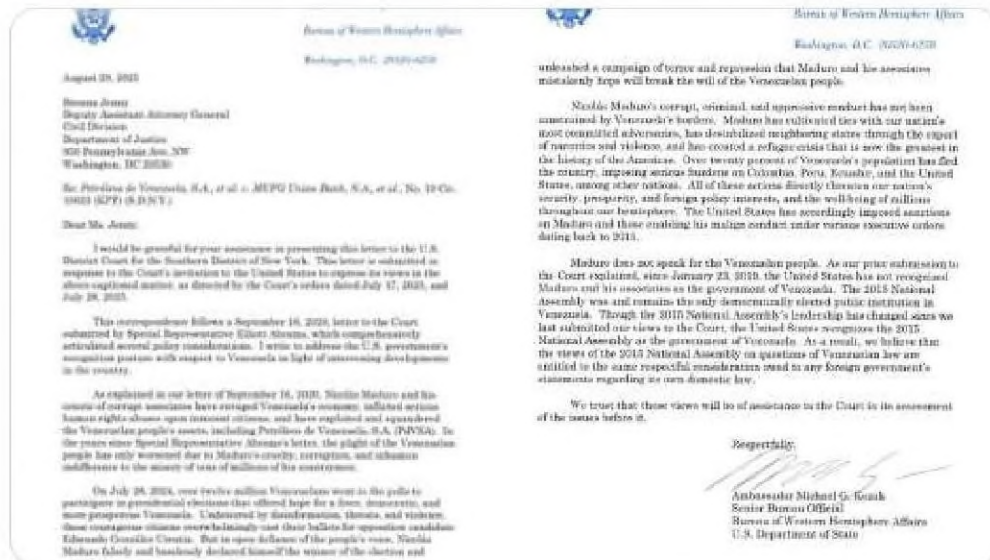 Bureau of Western Hemisphere Affairs
Washington, D.C. 20520-6258
August 29, 2025
Deputy Assistant Attorney General
Civil Division
Department of Justice
950 Pennsylvania Ave. NW
Washington, DC 20530
Re: Petróleos de Venezuela, S.A., et al. v. MUFG Union Bank, N.A., et al., No. 19-Civ.
10023 (KPF) (S.D.N.Y.)
Dear Ms.
I would be grateful for your assistance in presenting this letter to the U.S.
District Court for the Southern District of New York. This letter is submitted in
response to the Court's invitation to the United States to express its views in the
above-captioned matter, as directed by the Court's orders dated July 17, 2025, and
July 28, 2025.
This correspondence follows a September 16, 2020, letter to the Court
submitted by Special Representative Elliott Abrams, which comprehensively
articulated several policy considerations. I write to address the U.S. government's
recognition posture with respect to Venezuela in light of intervening developments
in the country.
As explained in our letter of September 16, 2020, Nicolás Maduro and his
corrupt associates have ravaged Venezuela's economy, inflicted serious
human rights abuses upon innocent citizens, and have exploited and squandered
the Venezuelan people's assets, including Petróleos de Venezuela, S.A. (PdVSA). In
the years since Special Representative Abrams's letter, the plight of the Venezuelan
people has only worsened due to Maduro's cruelty, corruption, and inhuman
indifference to the misery of tens of millions of his countrymen.
On July 28, 2024, over twelve million Venezuelans went to the polls to
participate in presidential elections that offered hope for a freer, democratic, and
more prosperous Venezuela. Undeterred by disinformation, threats, and violence,
these courageous citizens overwhelmingly cast their ballots for opposition candidate
Edmundo González Urrutia. But in open defiance of the people's voice, Nicolás
Maduro falsely and baselessly declared himself the winner of the election and
Bureau of Western Hemisphere Affairs
Washington, D.C. 20520-6258
unleashed a campaign of terror and repression that Maduro and his associates
mistakenly hope will break the will of the Venezuelan people.
Nicolás Maduro's corrupt, criminal, and oppressive conduct has not been
constrained by Venezuela's borders. Maduro has cultivated ties with our nation's
most committed adversaries, has destabilized neighboring states through the export
of narcotics and violence, and has created a refugee crisis that is now the greatest in
the history of the Americas. Over twenty percent of Venezuela's population has fled
the country, imposing serious burdens on Colombia, Peru, Ecuador, and the United
States, among other nations. All of these actions directly threaten our nation's
security, prosperity, and foreign policy interests, and the well-being of millions
throughout our hemisphere. The United States has accordingly imposed sanctions
on Maduro and those enabling his malign conduct under various executive orders
dating back to 2015.
Maduro does not speak for the Venezuelan people. As our prior submission to
the Court explained, since January 23, 2019, the United States has not recognized
Maduro and his associates as the government of Venezuela. The 2015 National
Assembly was and remains the only democratically elected public institution in
Venezuela. Though the 2015 National Assembly's leadership has changed since we
last submitted our views to the Court, the United States recognizes the 2015
National Assembly as the government of Venezuela. As a result, we believe that
the views of the 2015 National Assembly on questions of Venezuelan law are
entitled to the same respectful consideration owed to any foreign government's
statements regarding its own domestic law.
We trust that these views will be of assistance to the Court in its assessment
of the issues before it.
Respectfully,
Ambassador Michael G. Kozak
Senior Bureau Official
Bureau of Western Hemisphere Affairs
U.S. Department of State